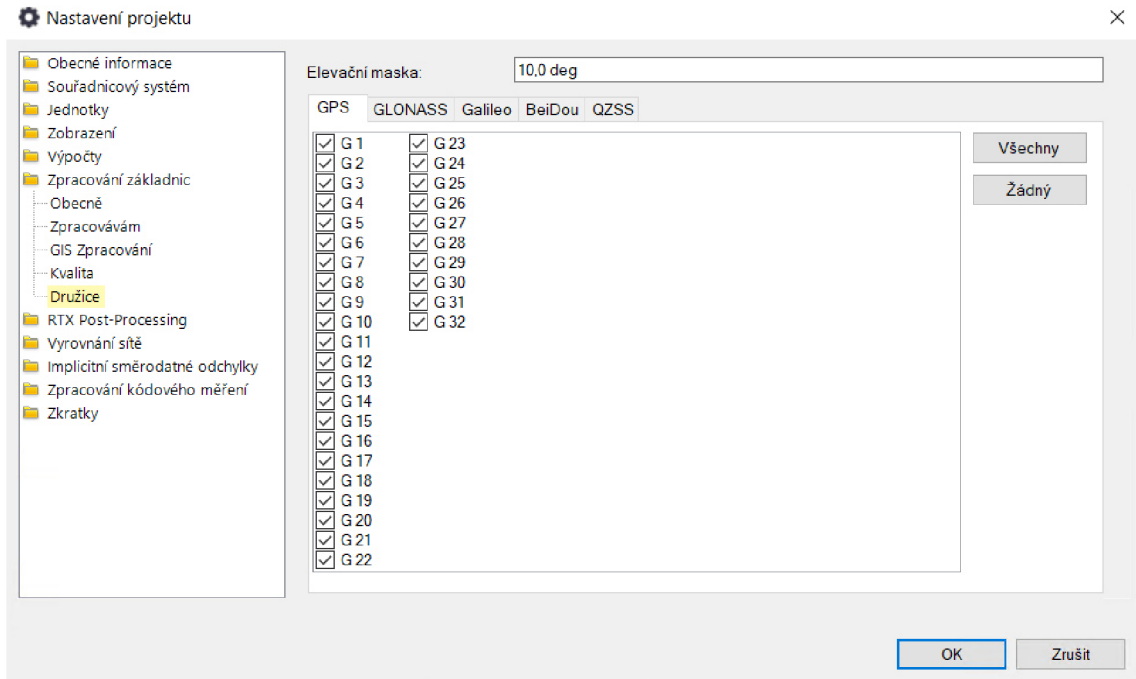 Nastavení projektu
Obecné informace
Souřadnicový systém
Jednotky
Zobrazení
Výpočty
Zpracování základnic
Obecně
Zpracovávám
GIS Zpracování
Kvalita
Družice
RTX Post-Processing
Vyrovnání sítě
Implicitní směrodatné odchylky
Zpracování kódového měření
Zkratky
Elevační maska: 10,0 deg
GPS GLONASS Galileo BeiDou QZSS
G 1 G 23
G 2 G 24
G 3 G 25
G 4 G 26
G 5 G 27
G 6 G 28
G 7 G 29
G 8 G 30
G 9 G 31
G 10 G 32
G 11
G 12
G 13
G 14
G 15
G 16
G 17
G 18
G 19
G 20
G 21
G 22
Všechny
Žádný
OK Zrušit